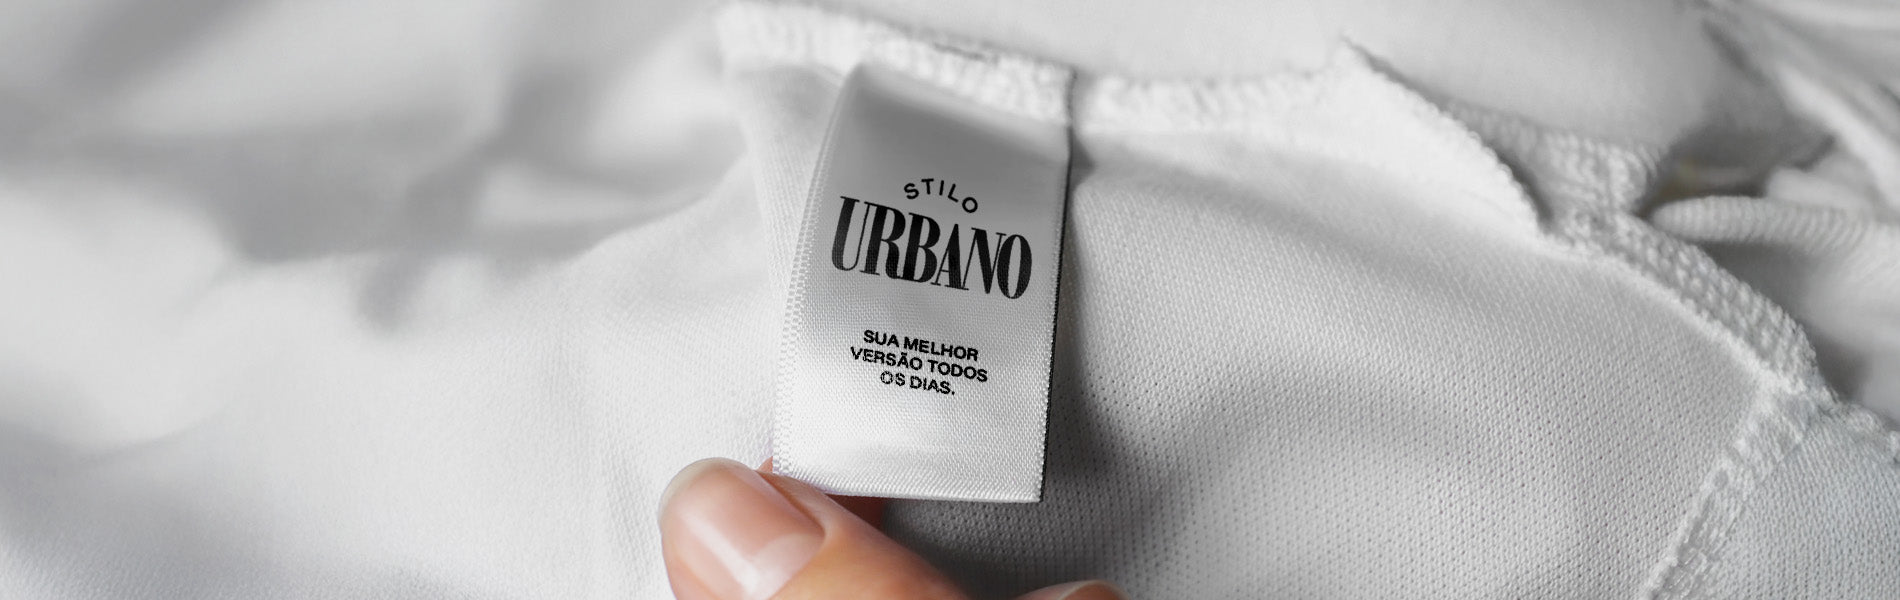 STILO
URBANO
SUA MELHOR
VERSÃO TODOS
OS DIAS.